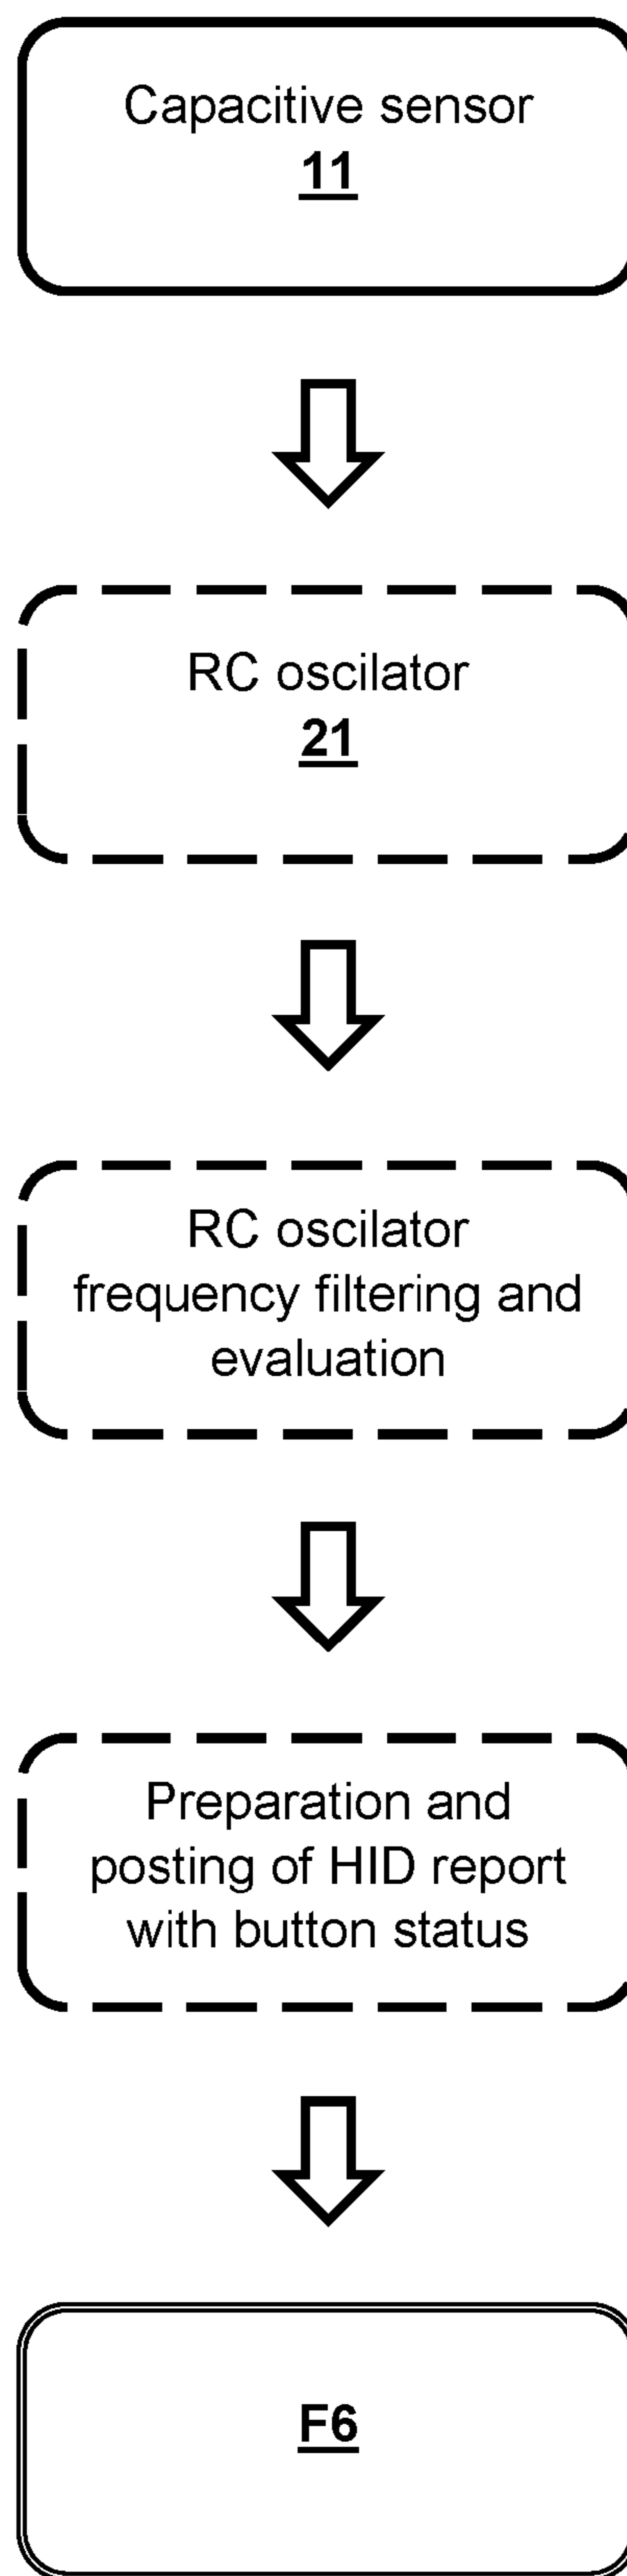 Capacitive sensor
11
RC oscilator
21
RC oscilator
frequency filtering and
evaluation
Preparation and
posting of HID report
with button status
F6